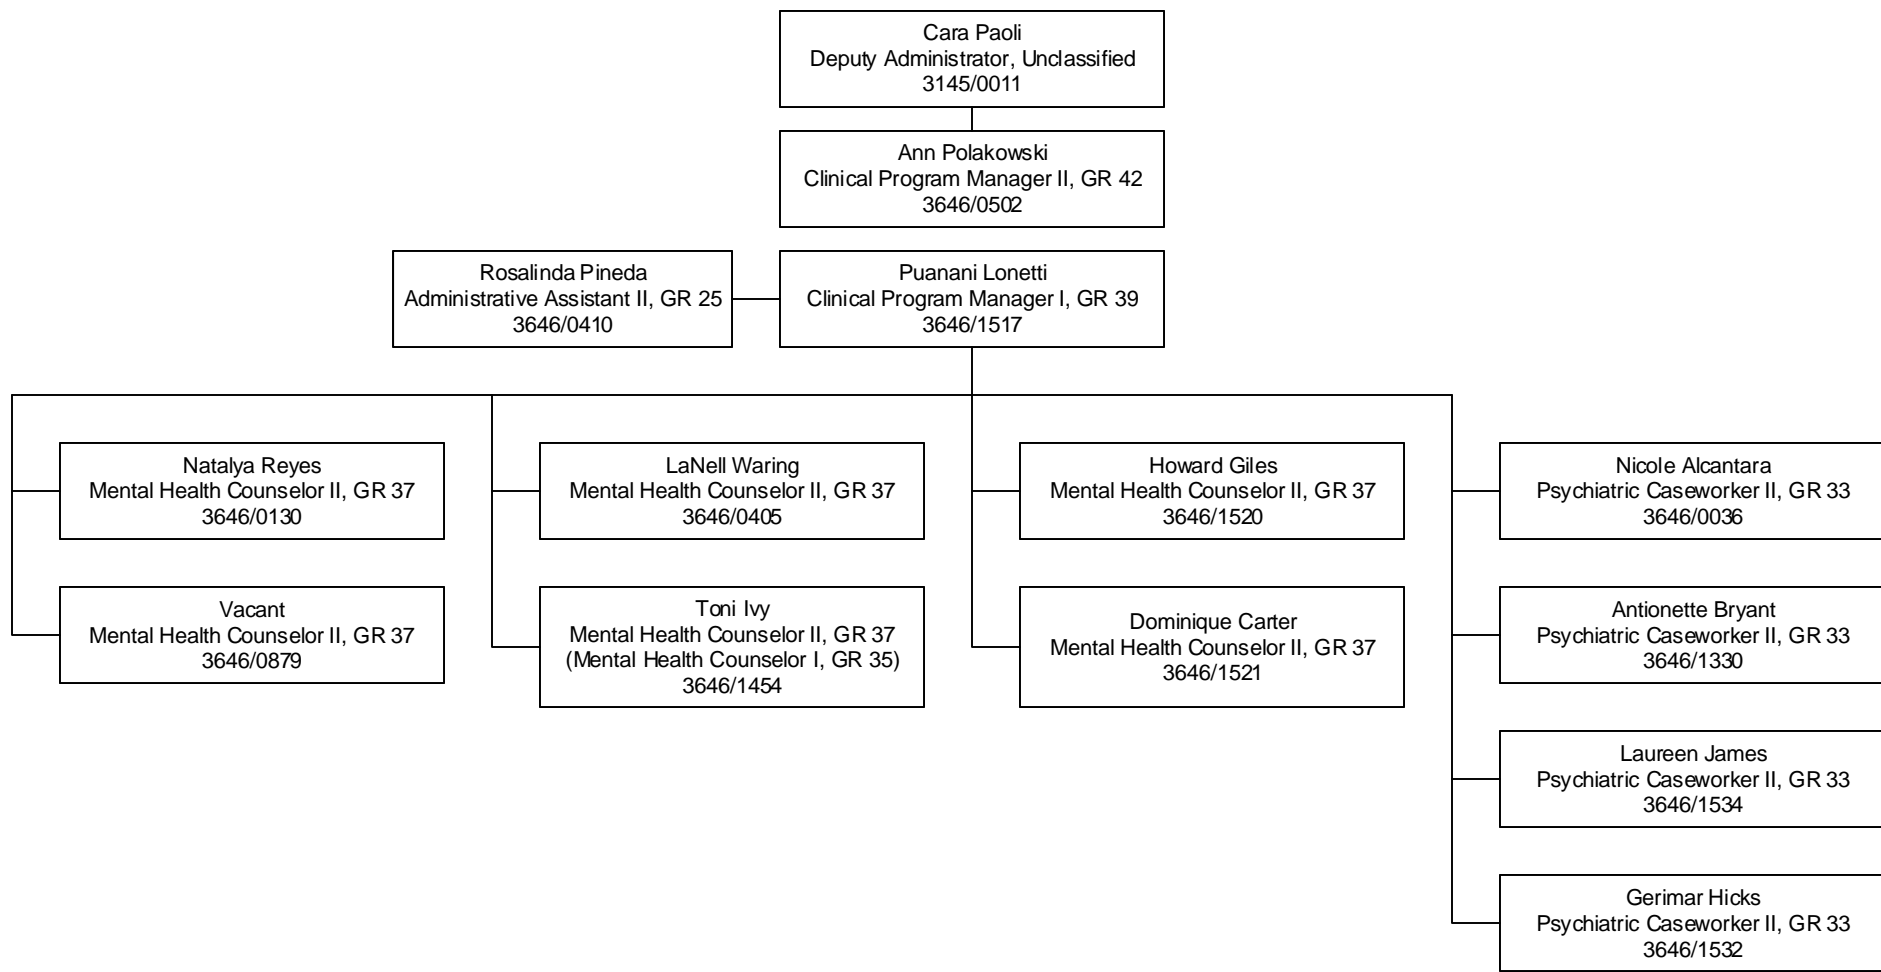 Cara Paoli
Deputy Administrator, Unclassified
3145/0011
Ann Polakowski
Clinical Program Manager II, GR 42
3646/0502
Rosalinda Pineda
Administrative Assistant II, GR 25
3646/0410
Puanani Lonetti
Clinical Program Manager I, GR 39
3646/1517
Natalya Reyes
Mental Health Counselor II, GR 37
3646/0130
LaNell Waring
Mental Health Counselor II, GR 37
3646/0405
Howard Giles
Mental Health Counselor II, GR 37
3646/1520
Nicole Alcantara
Psychiatric Caseworker II, GR 33
3646/0036
Vacant
Mental Health Counselor II, GR 37
3646/0879
Toni Ivy
Mental Health Counselor II, GR 37
(Mental Health Counselor I, GR 35)
3646/1454
Dominique Carter
Mental Health Counselor II, GR 37
3646/1521
Antionette Bryant
Psychiatric Caseworker II, GR 33
3646/1330
Laureen James
Psychiatric Caseworker II, GR 33
3646/1534
Gerimar Hicks
Psychiatric Caseworker II, GR 33
3646/1532